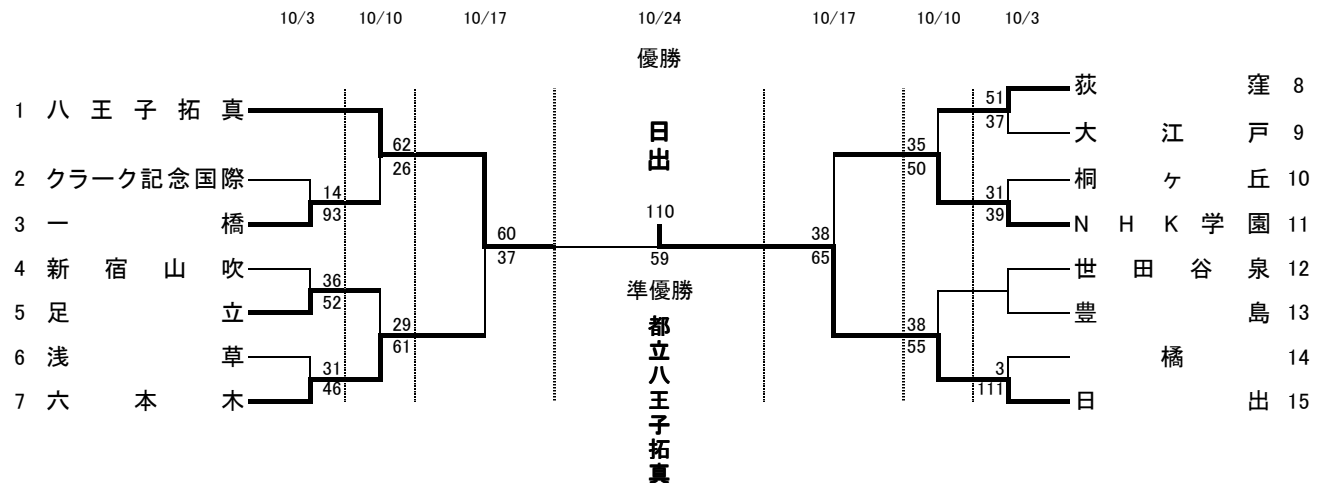 10/3 10/10 10/17 10/24 10/17 10/10 10/3
優勝
日出
110
59
準優勝
都立八王子拓真
1 八王子拓真
2 クラーク記念国際
3 一橋
4 新宿山吹
5 足立
6 浅草
7 六本木
14
93
36
52
31
46
62
26
29
61
60
37
38
65
35
50
38
55
51
37
31
39
3
111
荻窪 8
大江戸 9
桐ヶ丘 10
NHK学園 11
世田谷泉 12
豊島 13
橘 14
日出 15